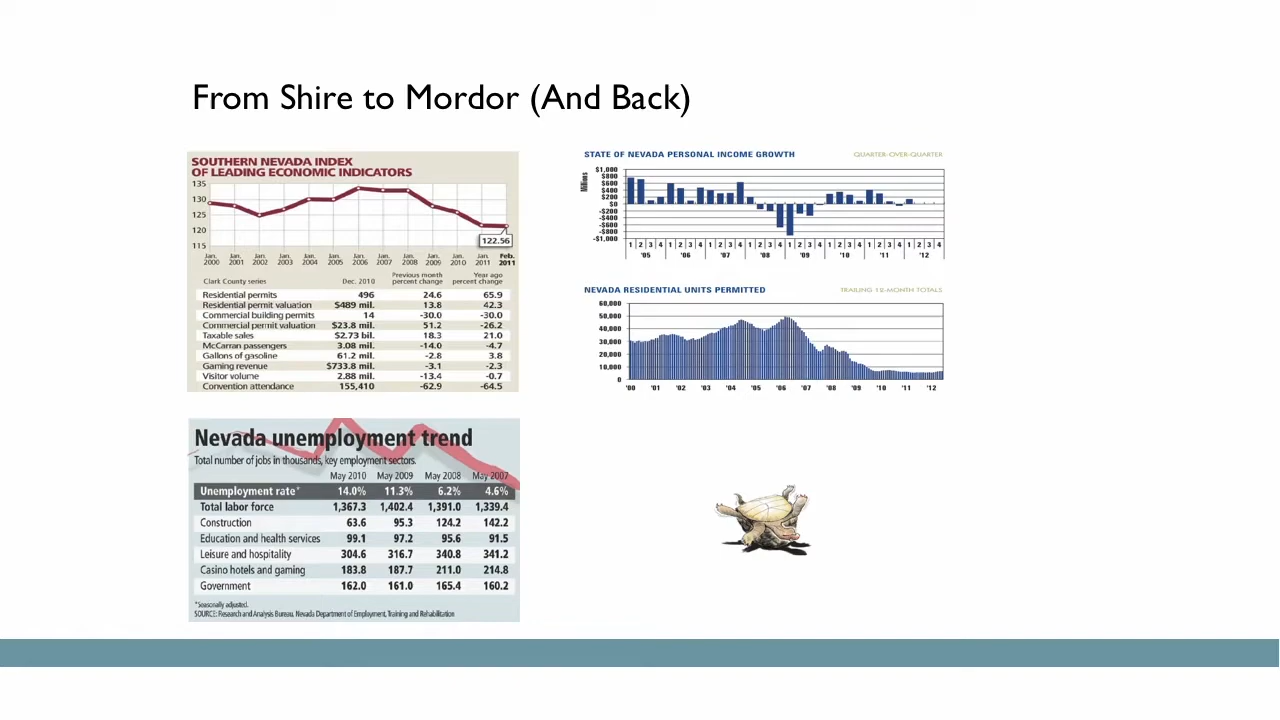 From Shire to Mordor (And Back)
SOUTHERN NEVADA INDEX
OF LEADING ECONOMIC INDICATORS
135
130
125
120
115
122.56
Jan. 2000 Jan. 2001 Jan. 2002 Jan. 2003 Jan. 2004 Jan. 2005 Jan. 2006 Jan. 2007 Jan. 2008 Jan. 2009 Jan. 2010 Jan. 2011 Feb. 2011
Clark County series Dec. 2010 Previous month percent change Year ago percent change
Residential permits 496 24.6 65.9
Residential permit valuation $489 mil. 13.8 42.3
Commercial building permits 14 -30.0 -30.0
Commercial permit valuation $23.8 mil. 51.2 -26.2
Taxable sales $2.73 bil. 18.3 21.0
McCarran passengers 3.08 mil. -14.0 -4.7
Gallons of gasoline 61.2 mil. -2.8 3.8
Gaming revenue $733.8 mil. -3.1 -2.3
Visitor volume 2.88 mil. -13.4 -0.7
Convention attendance 155,410 -62.9 -64.5
Nevada unemployment trend
Total number of jobs in thousands, key employment sectors.
May 2010 May 2009 May 2008 May 2007
Unemployment rate* 14.0% 11.3% 6.2% 4.6%
Total labor force 1,367.3 1,402.4 1,391.0 1,339.4
Construction 63.6 95.3 124.2 142.2
Education and health services 99.1 97.2 95.6 91.5
Leisure and hospitality 304.6 316.7 340.8 341.2
Casino hotels and gaming 183.8 187.7 211.0 214.8
Government 162.0 161.0 165.4 160.2
*Seasonally adjusted.
SOURCE: Research and Analysis Bureau, Nevada Department of Employment, Training and Rehabilitation
STATE OF NEVADA PERSONAL INCOME GROWTH QUARTER-OVER-QUARTER
Millions
$1,000
$800
$600
$400
$200
$0
-$200
-$400
-$600
-$800
-$1,000
1 2 3 4 1 2 3 4 1 2 3 4 1 2 3 4 1 2 3 4 1 2 3 4 1 2 3 4 1 2 3 4
'05 '06 '07 '08 '09 '10 '11 '12
NEVADA RESIDENTIAL UNITS PERMITTED TRAILING 12-MONTH TOTALS
60,000
50,000
40,000
30,000
20,000
10,000
0
'00 '01 '02 '03 '04 '05 '06 '07 '08 '09 '10 '11 '12